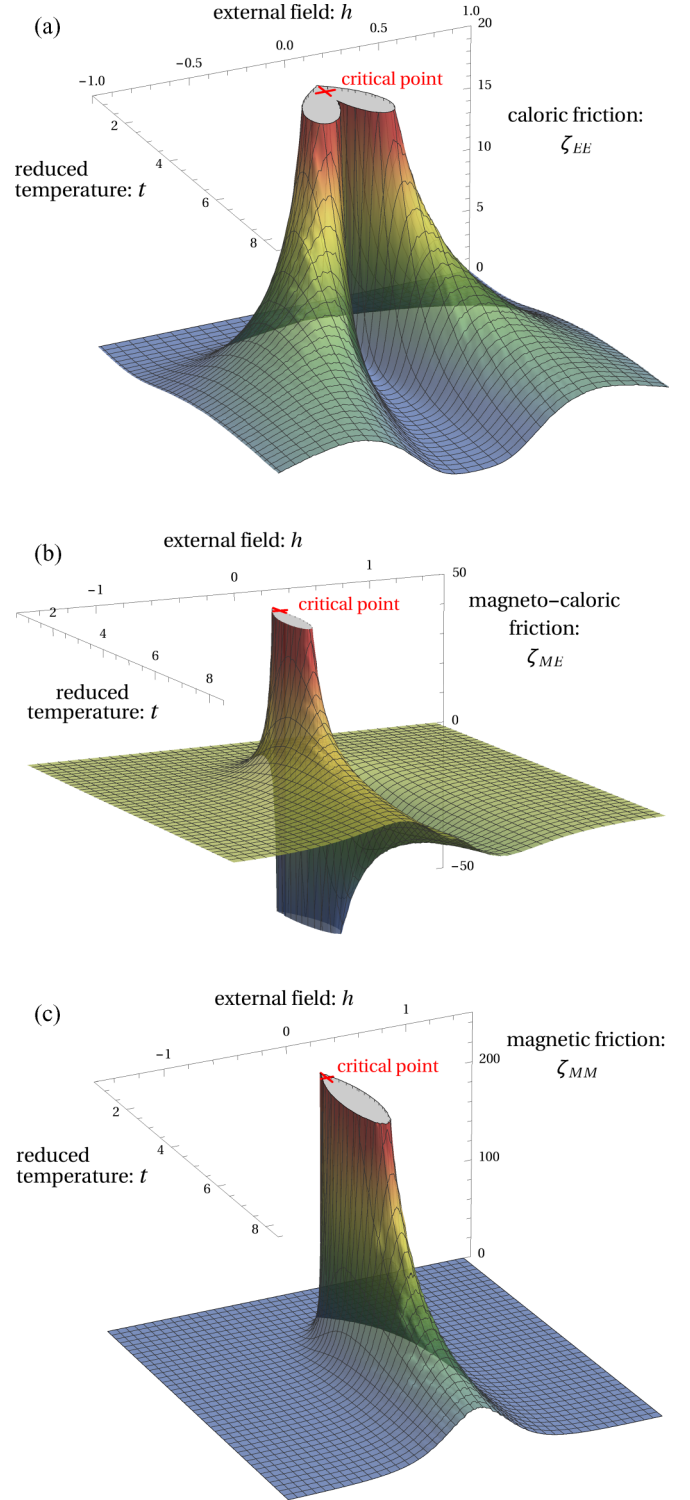 (a)
external field: h
-1.0
-0.5
0.0
0.5
1.0
20
15
10
5
0
critical point
caloric friction:
ζEE
reduced
temperature: t
2
4
6
8
(b)
external field: h
-1
0
1
50
0
−50
critical point
magneto−caloric
friction:
ζME
reduced
temperature: t
2
4
6
8
(c)
external field: h
-1
0
1
200
100
0
critical point
magnetic friction:
ζMM
reduced
temperature: t
2
4
6
8